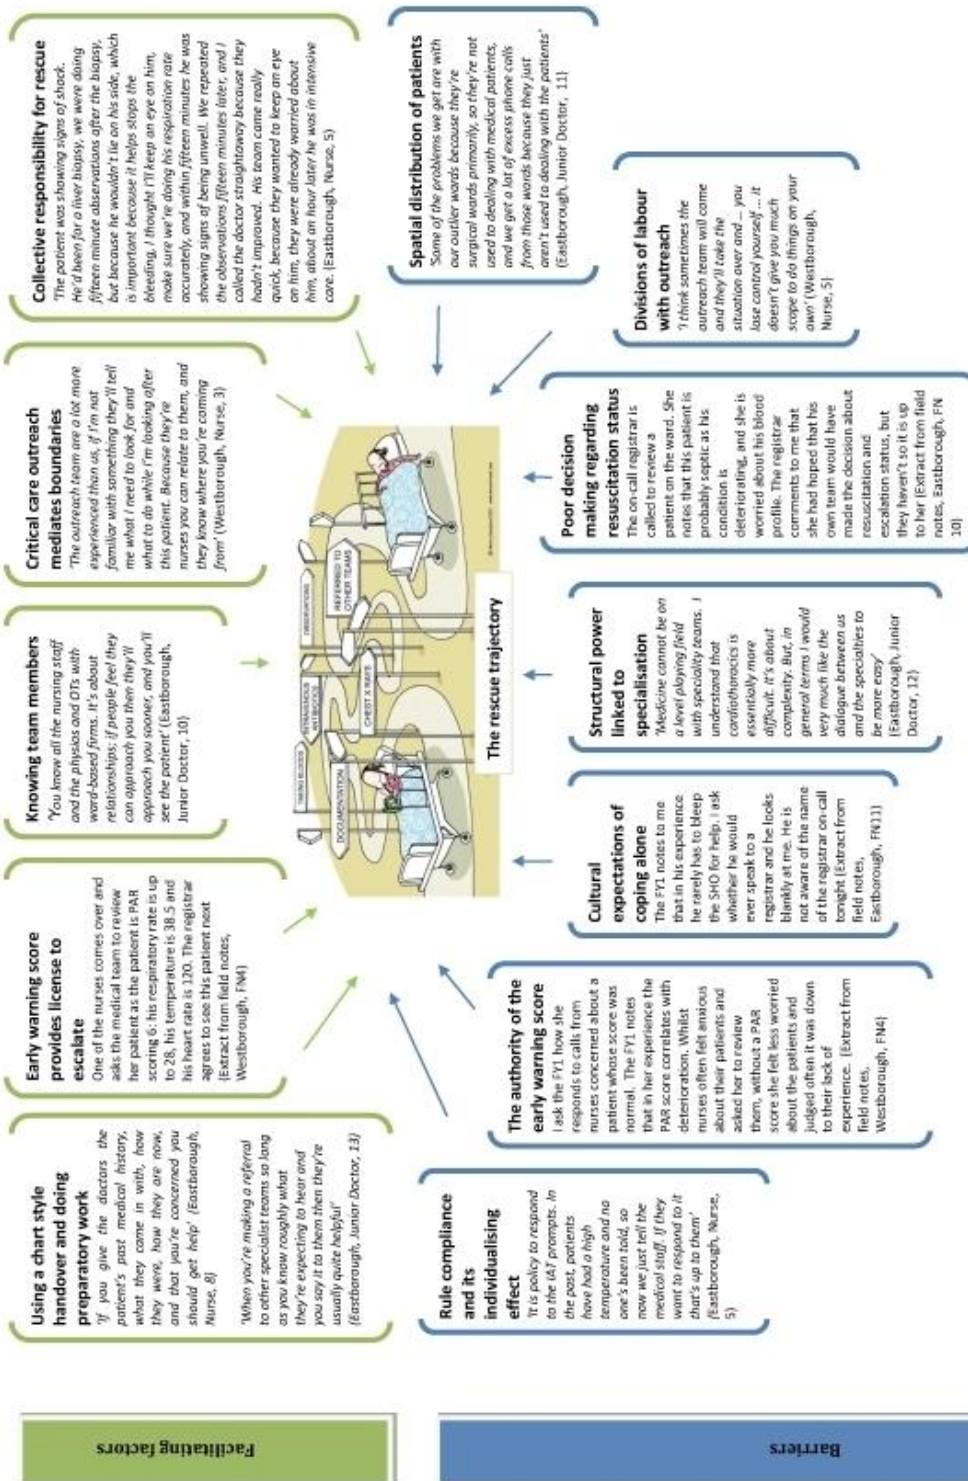 Facilitating factors
Using a chart style
handover and doing
preparatory work
'If you give the doctors the
patient's past medical history,
what they came in with, how
they were, how they are now,
and that you're concerned you
should get help' (Eastborough,
Nurse, 8)
'When you're making a referral
to other specialist teams so long
as you know roughly what
they're expecting to hear and
you say it to them then they're
usually quite helpful'
(Eastborough, Junior Doctor, 13)
Early warning score
provides license to
escalate
One of the nurses comes over and
asks the medical team to review
her patient as the patient is PAR
scoring 6: his respiratory rate is up
to 28, his temperature is 38.5 and
his heart rate is 120. The registrar
agrees to see this patient next
(Extract from field notes,
Westborough, FN4)
Knowing team members
'You know all the nursing staff
and the physios and OTs with
ward-based firms. It's about
relationships; if people feel they
can approach you then they'll
approach you sooner, and you'll
see the patient' (Eastborough,
Junior Doctor, 10)
Critical care outreach
mediates boundaries
'The outreach team are a lot more
experienced than us, if I'm not
familiar with something they'll tell
me what I need to look for and
what to do while I'm looking after
this patient. Because they're
nurses you can relate to them, and
they know where you're coming
from' (Westborough, Nurse, 3)
Collective responsibility for rescue
'The patient was showing signs of shock.
He'd been for a liver biopsy, we were doing
fifteen minute observations after the biopsy,
but because he wouldn't lie on his side, which
is important because it helps stops the
bleeding, I thought I'll keep an eye on him,
make sure we're doing his respiration rate
accurately, and within fifteen minutes he was
showing signs of being unwell. We repeated
the observations fifteen minutes later, and I
called the doctor straightaway because they
hadn't improved. His team came really
quick, because they wanted to keep an eye
on him, they were already worried about
him, about an hour later he was in intensive
care. (Eastborough, Nurse, 5)
TAKING BLOODS
DOCUMENTATION
INTRAVENOUS
ANTIBIOTICS
CHEST X RAYS
OBSERVATIONS
REFERRED TO
OTHER TEAMS
The rescue trajectory
Barriers
Rule compliance
and its
individualising
effect
'It is policy to respond
to the IAT prompts. In
the past, patients
have had a high
temperature and no
one's been told, so
now we just tell the
medical staff. If they
want to respond to it
that's up to them'
(Eastborough, Nurse,
5)
The authority of the
early warning score
I ask the FY1 how she
responds to calls from
nurses concerned about a
patient whose score was
normal. The FY1 notes
that in her experience the
PAR score correlates with
deterioration. Whilst
nurses often felt anxious
about their patients and
asked her to review
them, without a PAR
score she felt less worried
about the patients and
judged often it was down
to their lack of
experience. (Extract from
field notes,
Westborough, FN4)
Cultural
expectations of
coping alone
The FY1 notes to me
that in his experience
he rarely has to bleep
the SHO for help. I ask
whether he would
ever speak to a
registrar and he looks
blankly at me. He is
not aware of the name
of the registrar on-call
tonight (Extract from
field notes,
Eastborough, FN11)
Structural power
linked to
specialisation
'Medicine cannot be on
a level playing field
with speciality teams. I
understand that
cardiothoracics is
essentially more
difficult. It's about
complexity. But, in
general terms I would
very much like the
dialogue between us
and the specialties to
be more easy'
(Eastborough, Junior
Doctor, 12)
Poor decision
making regarding
resuscitation status
The on-call registrar is
called to review a
patient on the ward. She
notes that this patient is
probably septic as his
condition is
deteriorating, and she is
worried about his blood
profile. The registrar
comments to me that
she had hoped that his
own team would have
made the decision about
resuscitation and
escalation status, but
they haven't so it is up
to her (Extract from field
notes, Eastborough, FN
10)
Divisions of labour
with outreach
'I think sometimes the
outreach team will come
and they'll take the
situation over and ... you
lose control yourself ... it
doesn't give you much
scope to do things on your
own' (Westborough,
Nurse, 5)
Spatial distribution of patients
'Some of the problems we get are with
our outlier wards because they're
surgical wards primarily, so they're not
used to dealing with medical patients,
and we get a lot of excess phone calls
from those wards because they just
aren't used to dealing with the patients'
(Eastborough, Junior Doctor, 11)